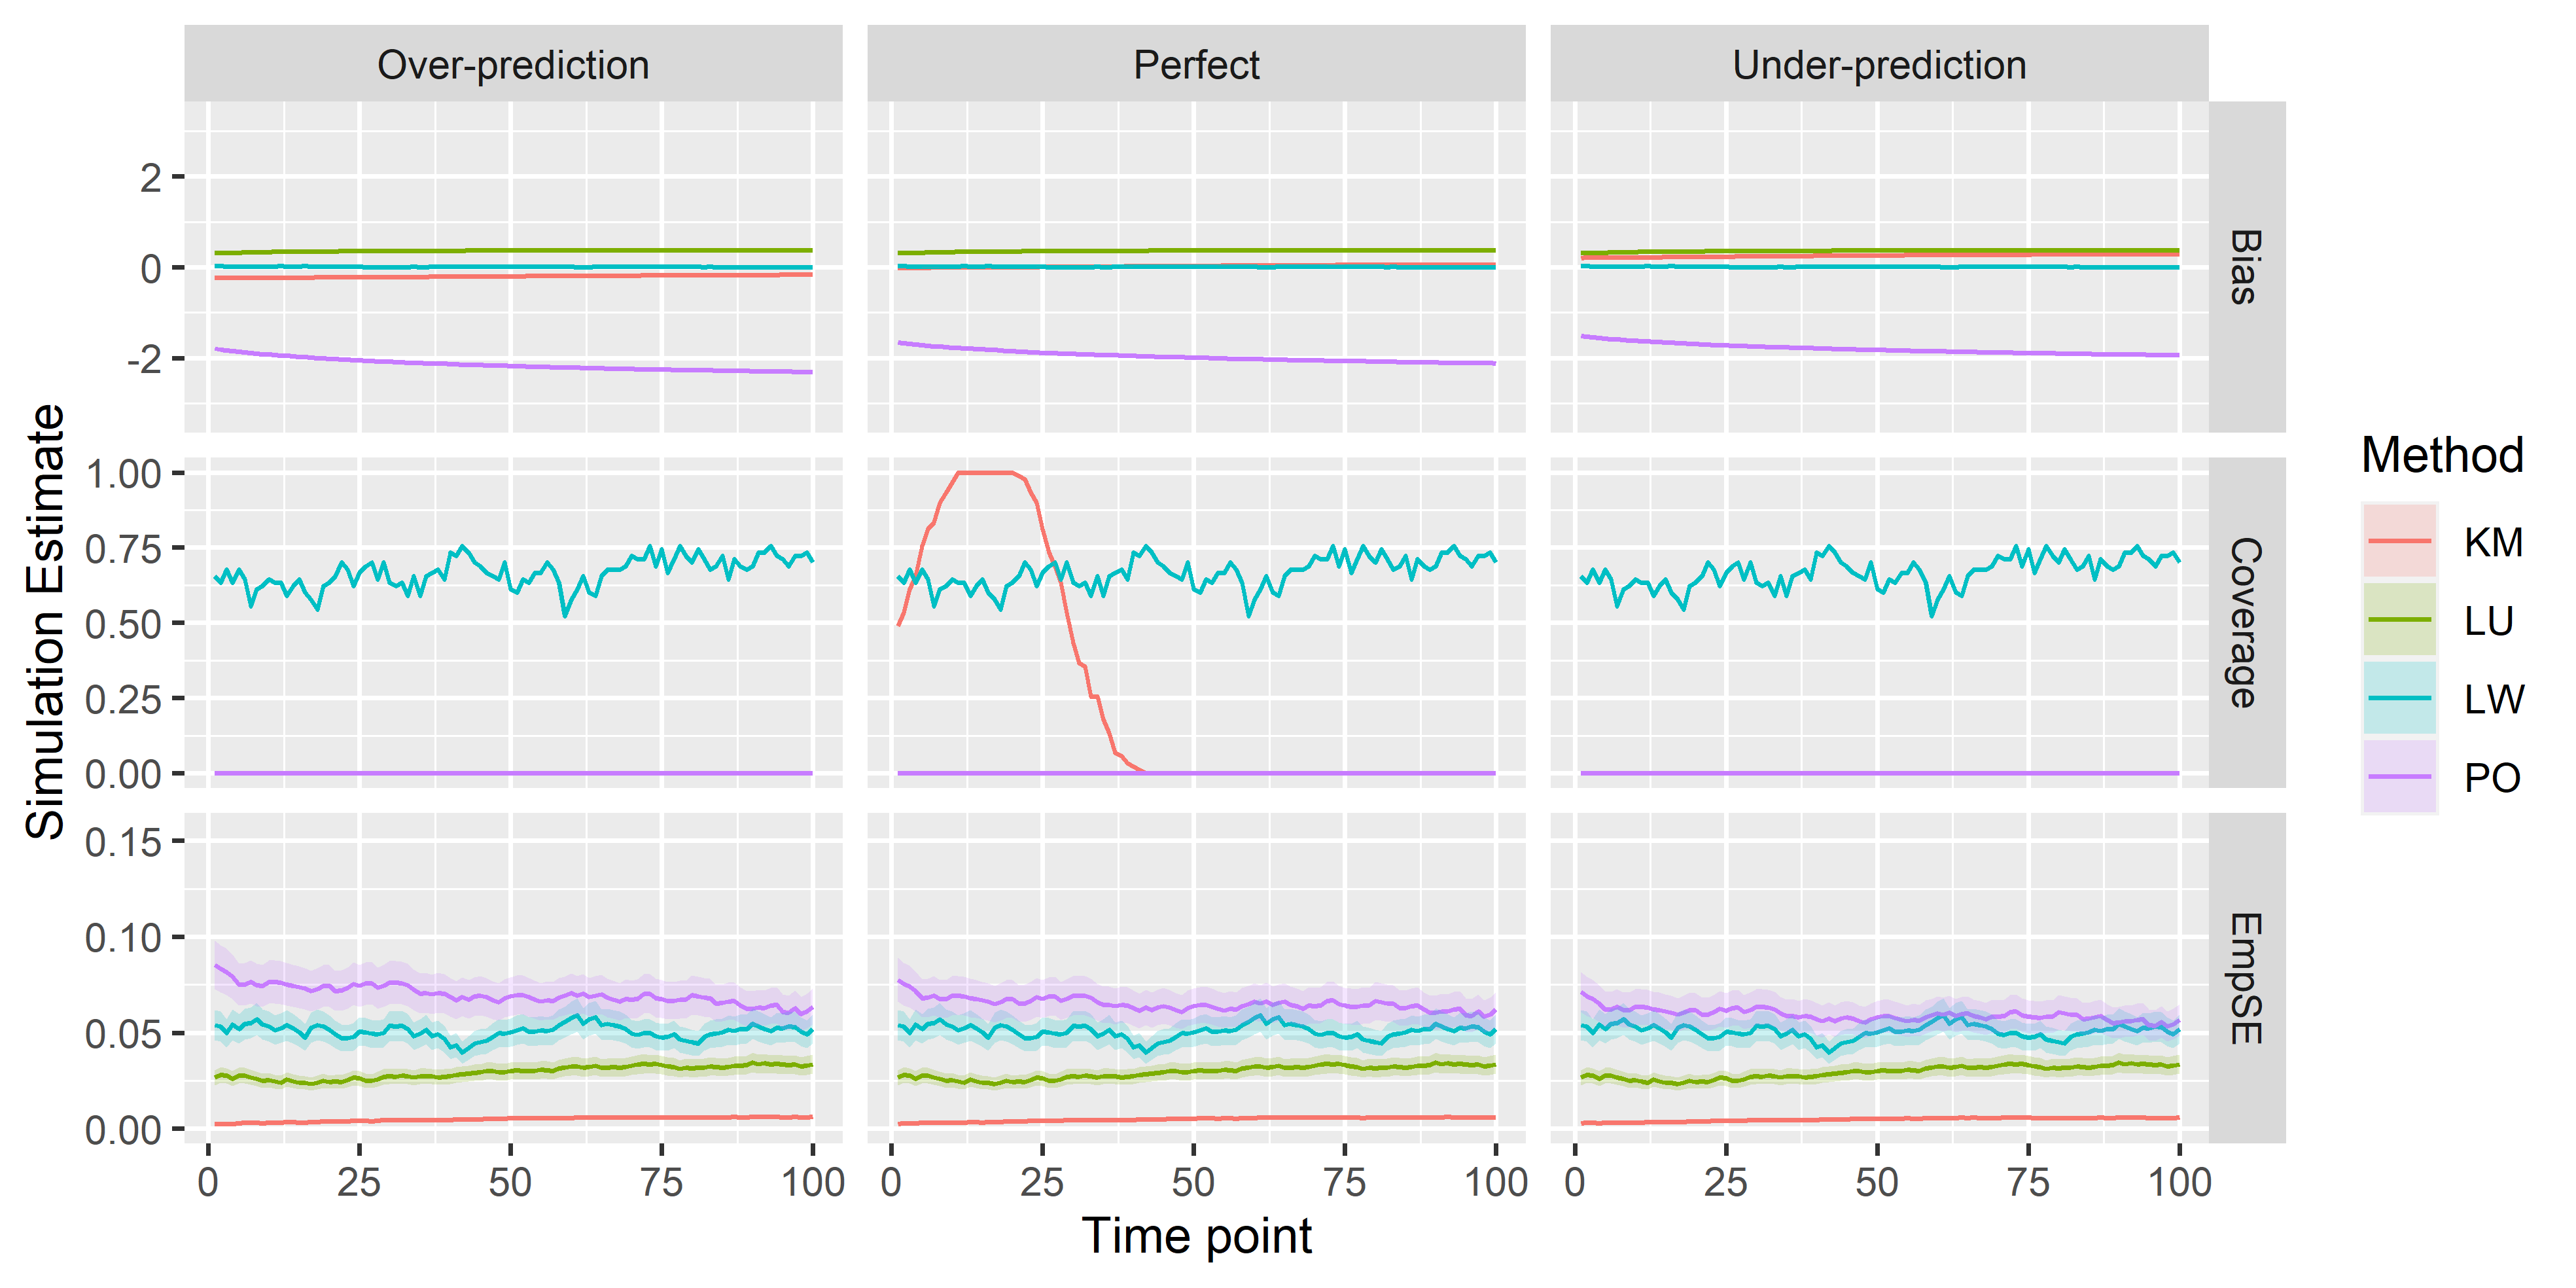 Over-prediction
Perfect
Under-prediction
Simulation Estimate
2
0
-2
Bias
1.00
0.75
0.50
0.25
0.00
Coverage
0.15
0.10
0.05
0.00
EmpSE
0 25 50 75 100
0 25 50 75 100
0 25 50 75 100
Time point
Method
KM
LU
LW
PO